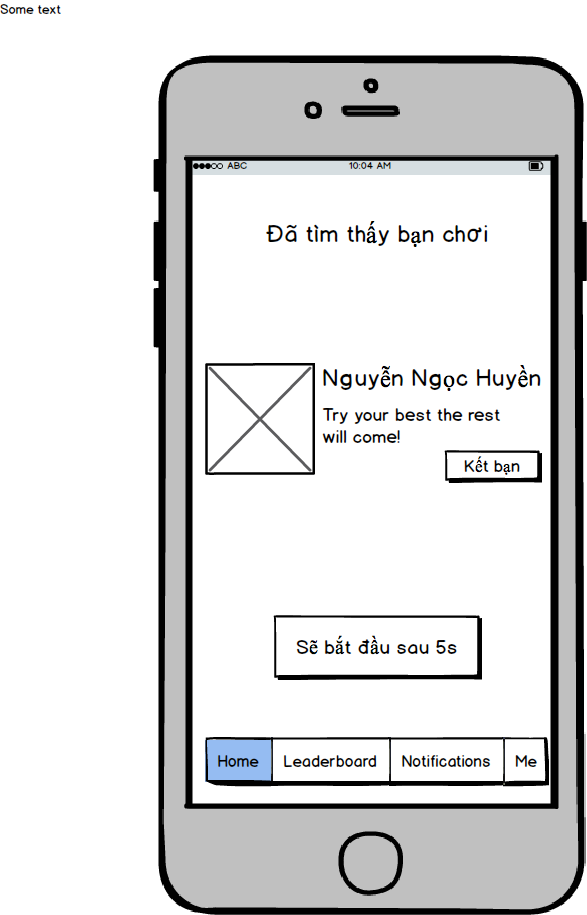 Some text
ABC 10:04 AM
Đã tìm thấy bạn chơi
Nguyễn Ngọc Huyền
Try your best the rest
will come!
Kết bạn
Sẽ bắt đầu sau 5s
Home Leaderboard Notifications Me